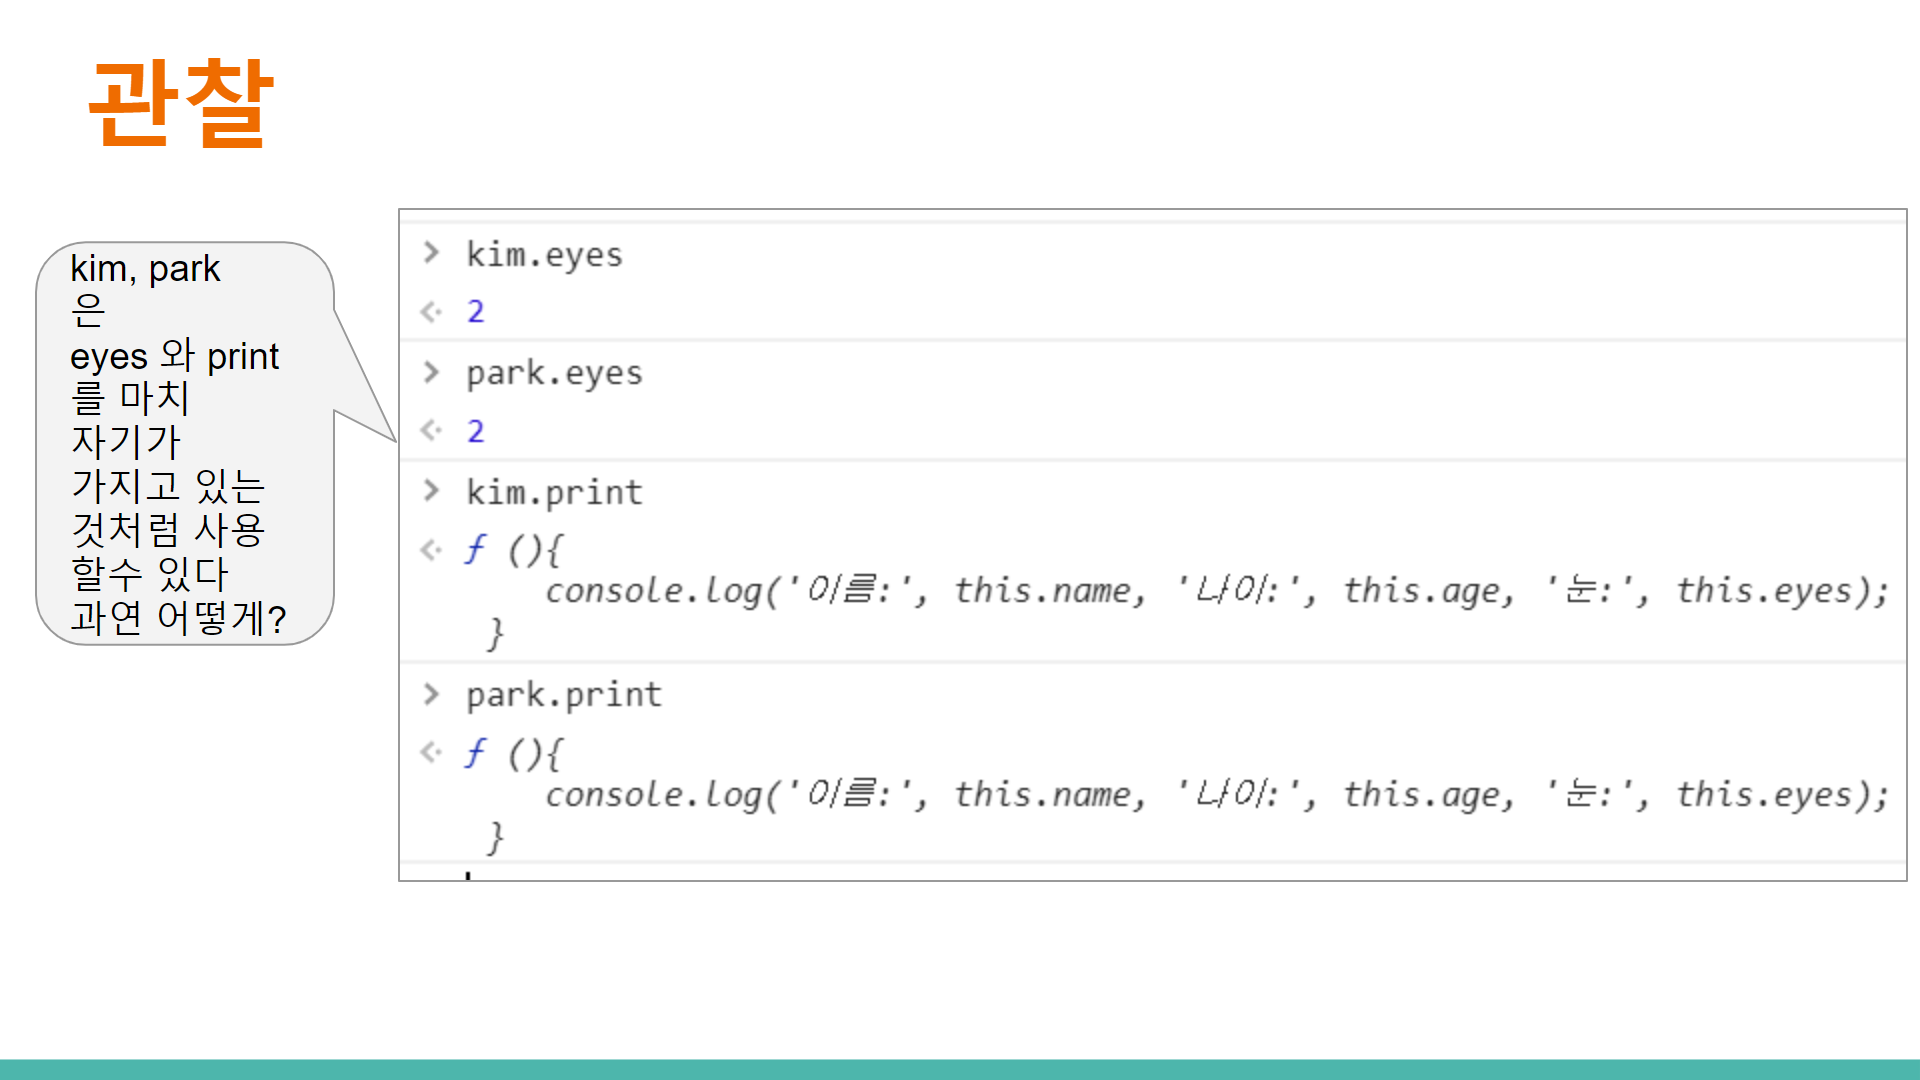 관찰
kim, park
은
eyes 와 print
를 마치
자기가
가지고 있는
것처럼 사용
할수 있다
과연 어떻게?
> kim.eyes
<· 2
> park.eyes
<· 2
> kim.print
<· ƒ (){
console.log('이름:', this.name, '나이:', this.age, '눈:', this.eyes);
}
> park.print
<· ƒ (){
console.log('이름:', this.name, '나이:', this.age, '눈:', this.eyes);
}